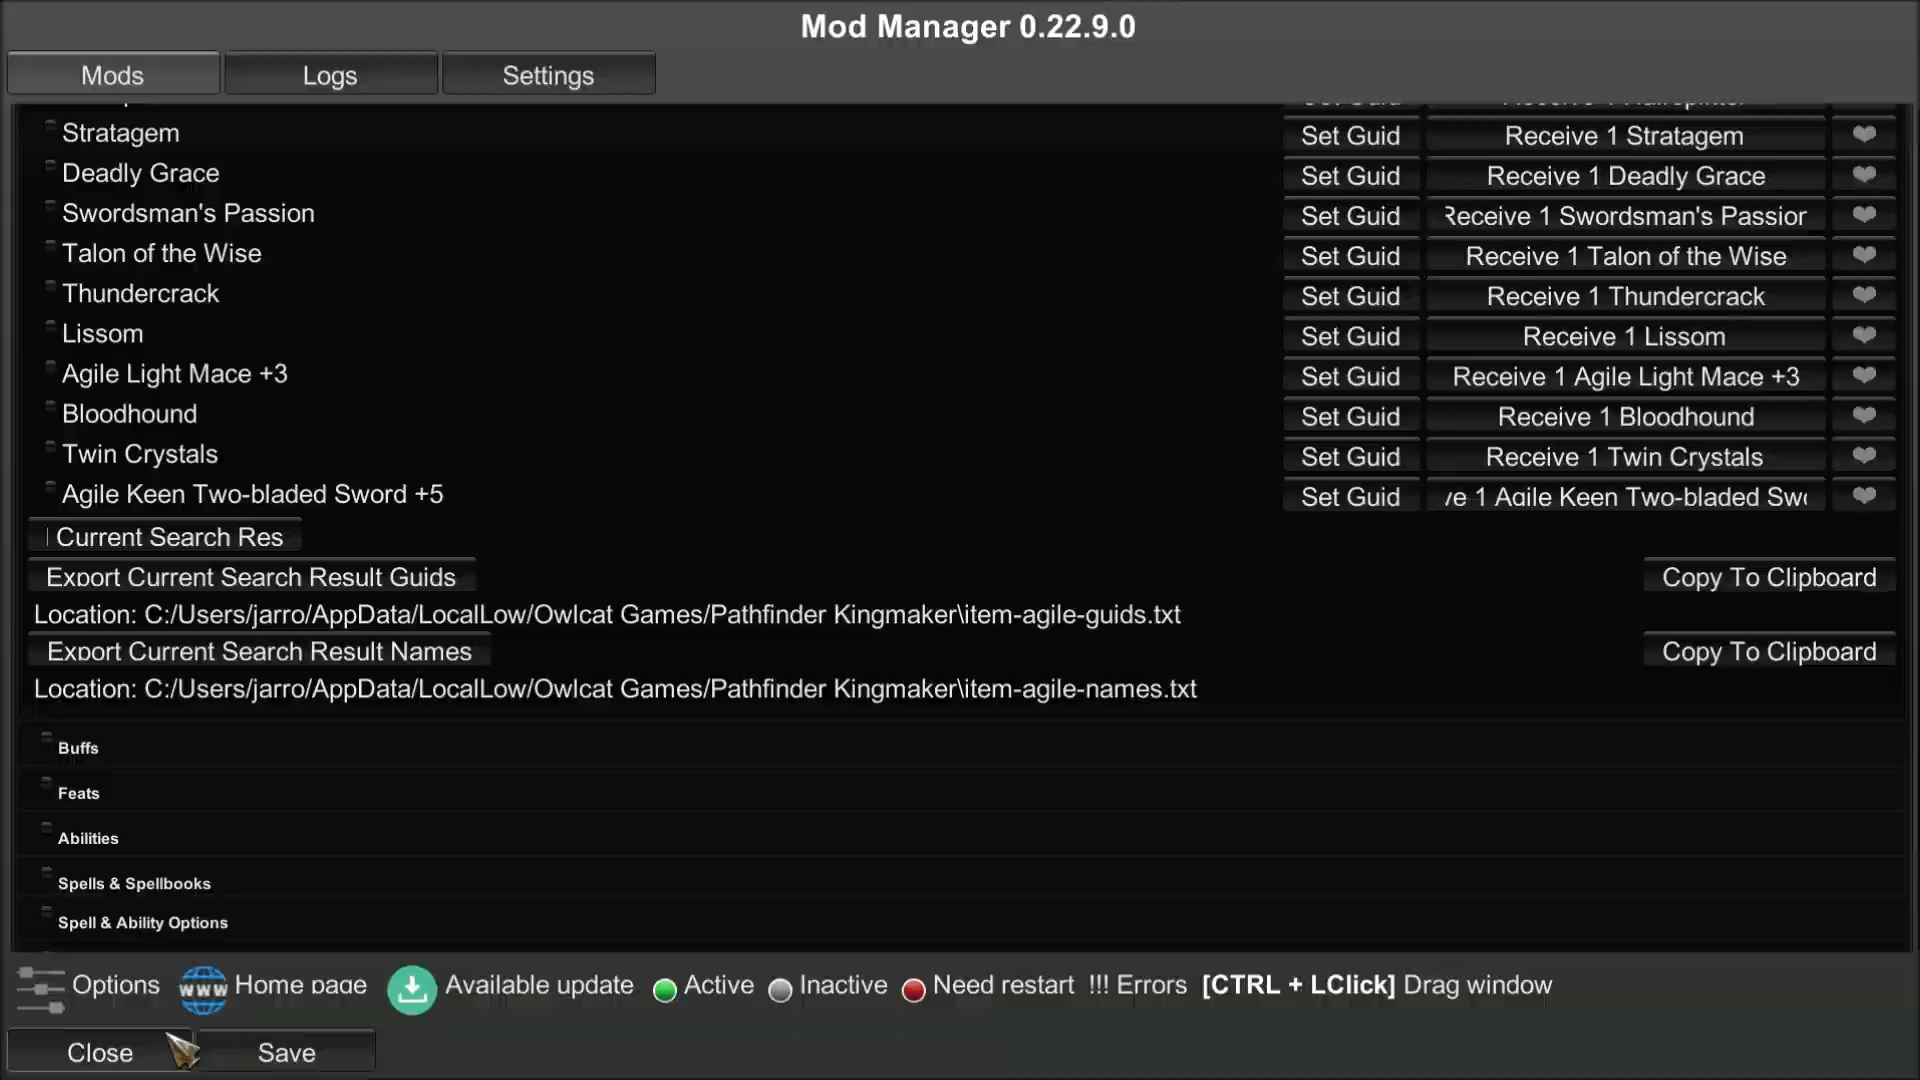 Mod Manager 0.22.9.0
Mods Logs Settings
Stratagem Set Guid Receive 1 Stratagem
Deadly Grace Set Guid Receive 1 Deadly Grace
Swordsman's Passion Set Guid Receive 1 Swordsman's Passion
Talon of the Wise Set Guid Receive 1 Talon of the Wise
Thundercrack Set Guid Receive 1 Thundercrack
Lissom Set Guid Receive 1 Lissom
Agile Light Mace +3 Set Guid Receive 1 Agile Light Mace +3
Bloodhound Set Guid Receive 1 Bloodhound
Twin Crystals Set Guid Receive 1 Twin Crystals
Agile Keen Two-bladed Sword +5 Set Guid ve 1 Agile Keen Two-bladed Swo
Current Search Res
Export Current Search Result Guids Copy To Clipboard
Location: C:/Users/jarro/AppData/LocalLow/Owlcat Games/Pathfinder Kingmaker\item-agile-guids.txt
Export Current Search Result Names Copy To Clipboard
Location: C:/Users/jarro/AppData/LocalLow/Owlcat Games/Pathfinder Kingmaker\item-agile-names.txt
Buffs
Feats
Abilities
Spells & Spellbooks
Spell & Ability Options
Options www Home page Available update Active Inactive Need restart !!! Errors [CTRL + LClick] Drag window
Close Save